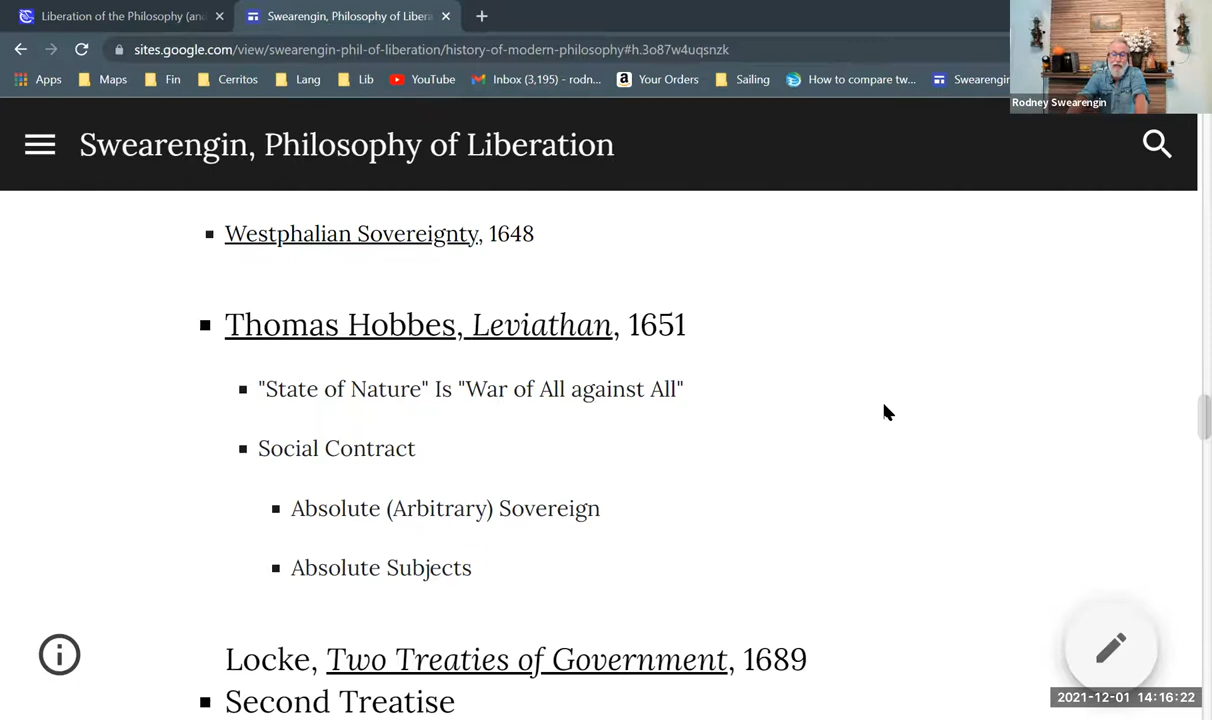 Liberation of the Philosophy (an
Swearengin, Philosophy of Libera
sites.google.com/view/swearengin-phil-of-liberation/history-of-modern-philosophy#h.3o87w4uqsnzk
Apps Maps Fin Cerritos Lang Lib YouTube Inbox (3,195) - rodn... Your Orders Sailing How to compare tw... Swearengin
Rodney Swearengin
Swearengin, Philosophy of Liberation
Westphalian Sovereignty, 1648
Thomas Hobbes, Leviathan, 1651
"State of Nature" Is "War of All against All"
Social Contract
Absolute (Arbitrary) Sovereign
Absolute Subjects
Locke, Two Treaties of Government, 1689
Second Treatise
2021-12-01 14:16:22